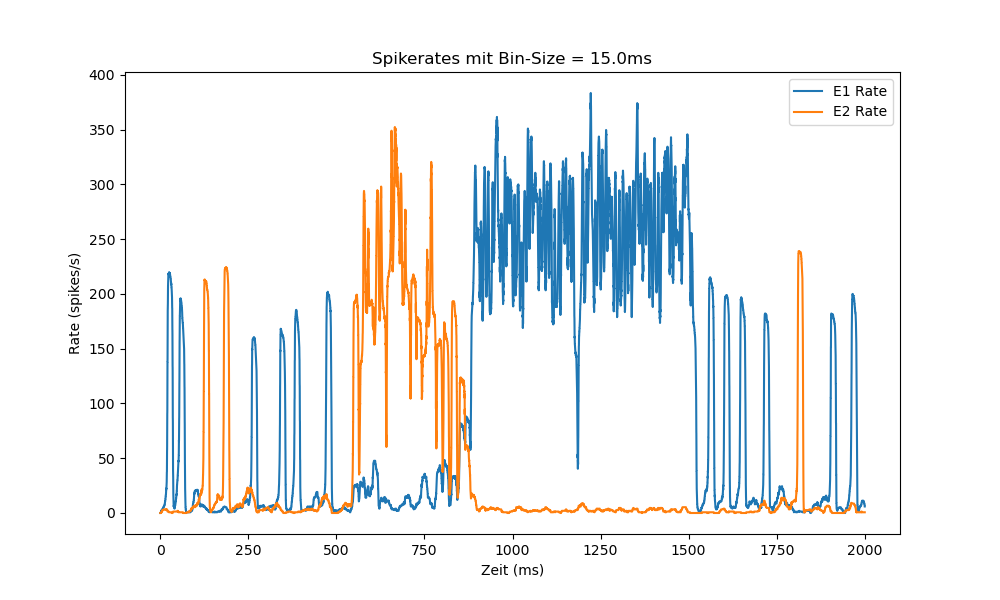 Spikerates mit Bin-Size = 15.0ms
E1 Rate
E2 Rate
Rate (spikes/s)
400
350
300
250
200
150
100
50
0
0 250 500 750 1000 1250 1500 1750 2000
Zeit (ms)